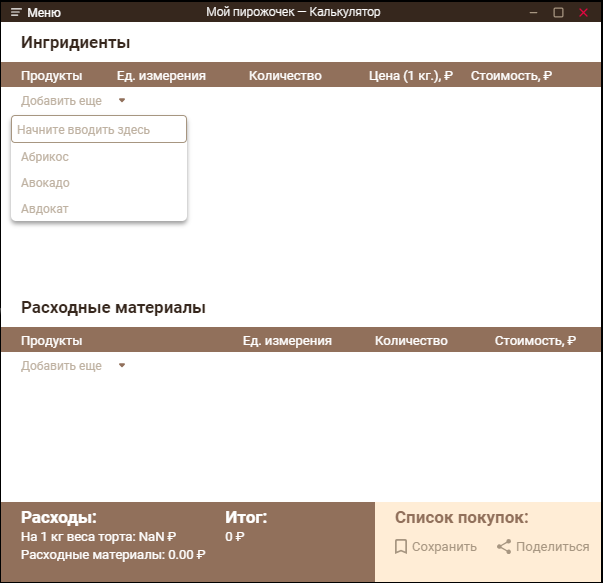 Меню
Мой пирожочек — Калькулятор
Ингридиенты
Продукты Ед. измерения Количество Цена (1 кг.), ₽ Стоимость, ₽
Добавить еще
Начните вводить здесь
Абрикос
Авокадо
Авдокат
Расходные материалы
Продукты Ед. измерения Количество Стоимость, ₽
Добавить еще
Расходы: Итог: Список покупок:
На 1 кг веса торта: NaN ₽ 0 ₽
Расходные материалы: 0.00 ₽
Сохранить Поделиться